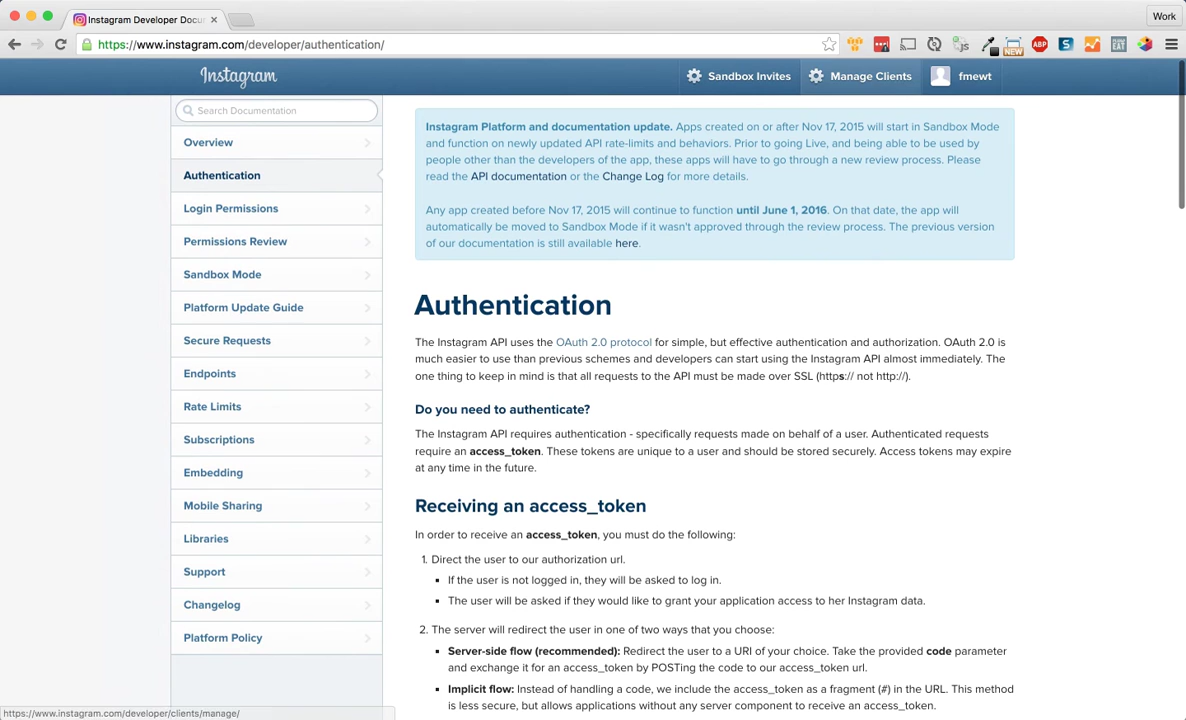 Instagram Developer Docu
Work
https://www.instagram.com/developer/authentication/
NEW
ABP
Instagram
Sandbox Invites
Manage Clients
fmewt
Search Documentation
Overview
Authentication
Login Permissions
Permissions Review
Sandbox Mode
Platform Update Guide
Secure Requests
Endpoints
Rate Limits
Subscriptions
Embedding
Mobile Sharing
Libraries
Support
Changelog
Platform Policy
Instagram Platform and documentation update. Apps created on or after Nov 17, 2015 will start in Sandbox Mode
and function on newly updated API rate-limits and behaviors. Prior to going Live, and being able to be used by
people other than the developers of the app, these apps will have to go through a new review process. Please
read the API documentation or the Change Log for more details.
Any app created before Nov 17, 2015 will continue to function until June 1, 2016. On that date, the app will
automatically be moved to Sandbox Mode if it wasn't approved through the review process. The previous version
of our documentation is still available here.
Authentication
The Instagram API uses the OAuth 2.0 protocol for simple, but effective authentication and authorization. OAuth 2.0 is
much easier to use than previous schemes and developers can start using the Instagram API almost immediately. The
one thing to keep in mind is that all requests to the API must be made over SSL (https:// not http://).
Do you need to authenticate?
The Instagram API requires authentication - specifically requests made on behalf of a user. Authenticated requests
require an access_token. These tokens are unique to a user and should be stored securely. Access tokens may expire
at any time in the future.
Receiving an access_token
In order to receive an access_token, you must do the following:
1. Direct the user to our authorization url.
▪ If the user is not logged in, they will be asked to log in.
▪ The user will be asked if they would like to grant your application access to her Instagram data.
2. The server will redirect the user in one of two ways that you choose:
▪ Server-side flow (recommended): Redirect the user to a URI of your choice. Take the provided code parameter
and exchange it for an access_token by POSTing the code to our access_token url.
▪ Implicit flow: Instead of handling a code, we include the access_token as a fragment (#) in the URL. This method
is less secure, but allows applications without any server component to receive an access_token.
https://www.instagram.com/developer/clients/manage/